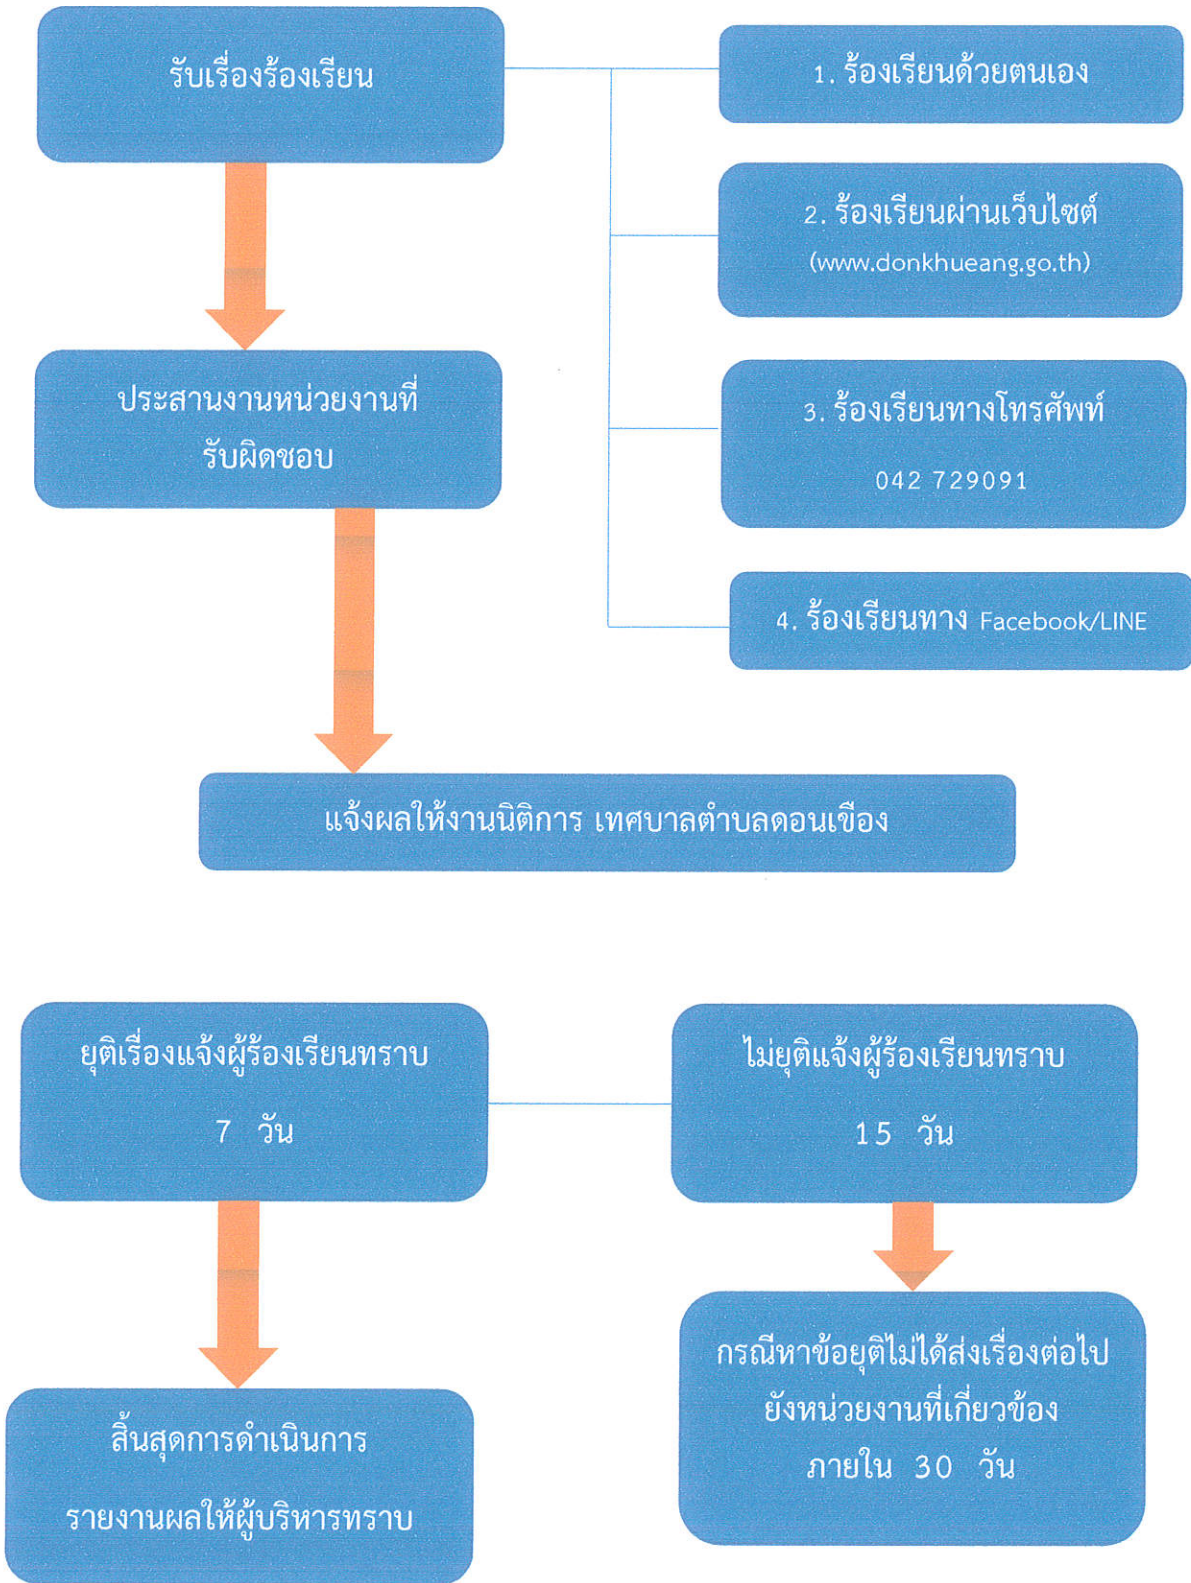 รับเรื่องร้องเรียน
1. ร้องเรียนด้วยตนเอง
2. ร้องเรียนผ่านเว็บไซต์
(www.donkhueang.go.th)
ประสานงานหน่วยงานที่
รับผิดชอบ
3. ร้องเรียนทางโทรศัพท์
042 729091
4. ร้องเรียนทาง Facebook/LINE
แจ้งผลให้งานนิติการ เทศบาลตำบลดอนเขือง
ยุติเรื่องแจ้งผู้ร้องเรียนทราบ
7 วัน
ไม่ยุติแจ้งผู้ร้องเรียนทราบ
15 วัน
สิ้นสุดการดำเนินการ
รายงานผลให้ผู้บริหารทราบ
กรณีหาข้อยุติไม่ได้ส่งเรื่องต่อไป
ยังหน่วยงานที่เกี่ยวข้อง
ภายใน 30 วัน